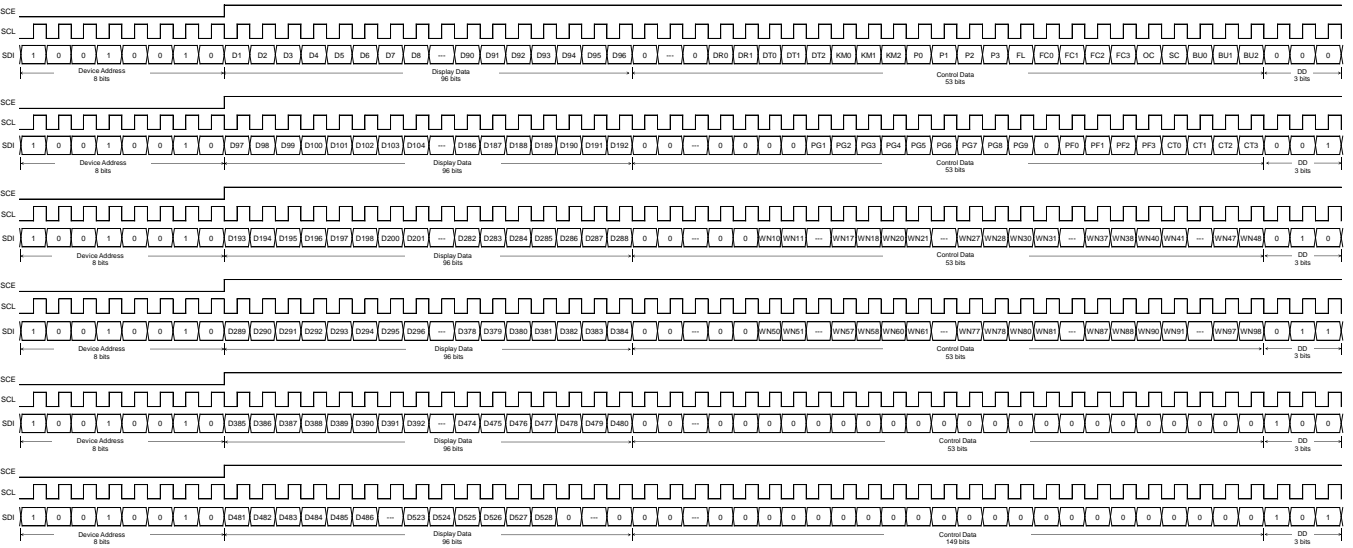 SCE
SCL
SDI 1 0 0 1 0 0 1 0 D1 D2 D3 D4 D5 D6 D7 D8 --- D90 D91 D92 D93 D94 D95 D96 0 --- 0 DR0 DR1 DT0 DT1 DT2 KM0 KM1 KM2 P0 P1 P2 P3 FL FC0 FC1 FC2 FC3 OC SC BU0 BU1 BU2 0 0 0
Device Address Display Data Control Data DD
8 bits 96 bits 53 bits 3 bits
SCE
SCL
SDI 1 0 0 1 0 0 1 0 D97 D98 D99 D100 D101 D102 D103 D104 --- D186 D187 D188 D189 D190 D191 D192 0 0 --- 0 0 0 0 PG1 PG2 PG3 PG4 PG5 PG6 PG7 PG8 PG9 0 PF0 PF1 PF2 PF3 CT0 CT1 CT2 CT3 0 0 1
Device Address Display Data Control Data DD
8 bits 96 bits 53 bits 3 bits
SCE
SCL
SDI 1 0 0 1 0 0 1 0 D193 D194 D195 D196 D197 D198 D200 D201 --- D282 D283 D284 D285 D286 D287 D288 0 0 --- 0 0 WN10 WN11 --- WN17 WN18 WN20 WN21 --- WN27 WN28 WN30 WN31 --- WN37 WN38 WN40 WN41 --- WN47 WN48 0 1 0
Device Address Display Data Control Data DD
8 bits 96 bits 53 bits 3 bits
SCE
SCL
SDI 1 0 0 1 0 0 1 0 D289 D290 D291 D292 D293 D294 D295 D296 --- D378 D379 D380 D381 D382 D383 D384 0 0 --- 0 0 WN50 WN51 --- WN57 WN58 WN60 WN61 --- WN77 WN78 WN80 WN81 --- WN87 WN88 WN90 WN91 --- WN97 WN98 0 1 1
Device Address Display Data Control Data DD
8 bits 96 bits 53 bits 3 bits
SCE
SCL
SDI 1 0 0 1 0 0 1 0 D385 D386 D387 D388 D389 D390 D391 D392 --- D474 D475 D476 D477 D478 D479 D480 0 0 --- 0 0 0 0 0 0 0 0 0 0 0 0 0 0 0 0 0 0 0 0 0 0 1 0 0
Device Address Display Data Control Data DD
8 bits 96 bits 53 bits 3 bits
SCE
SCL
SDI 1 0 0 1 0 0 1 0 D481 D482 D483 D484 D485 D486 --- D523 D524 D525 D526 D527 D528 0 --- 0 0 0 --- 0 0 0 0 0 0 0 0 0 0 0 0 0 0 0 0 0 0 0 0 0 0 1 0 1
Device Address Display Data Control Data DD
8 bits 96 bits 149 bits 3 bits